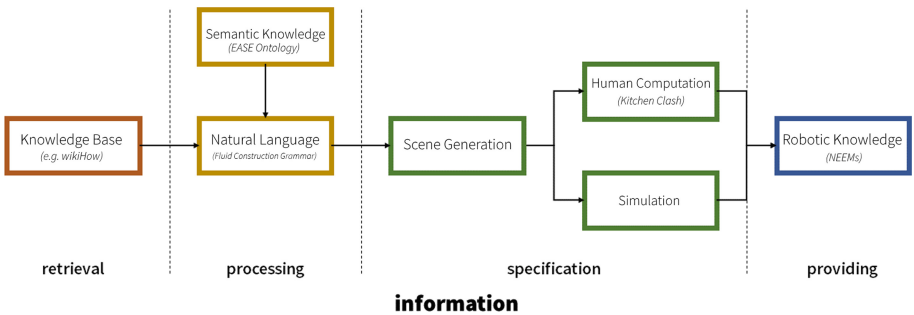 Semantic Knowledge
(EASE Ontology)
Human Computation
(Kitchen Clash)
Knowledge Base
(e.g. wikiHow)
Natural Language
(Fluid Construction Grammar)
Scene Generation
Robotic Knowledge
(NEEMs)
Simulation
retrieval
processing
specification
providing
information